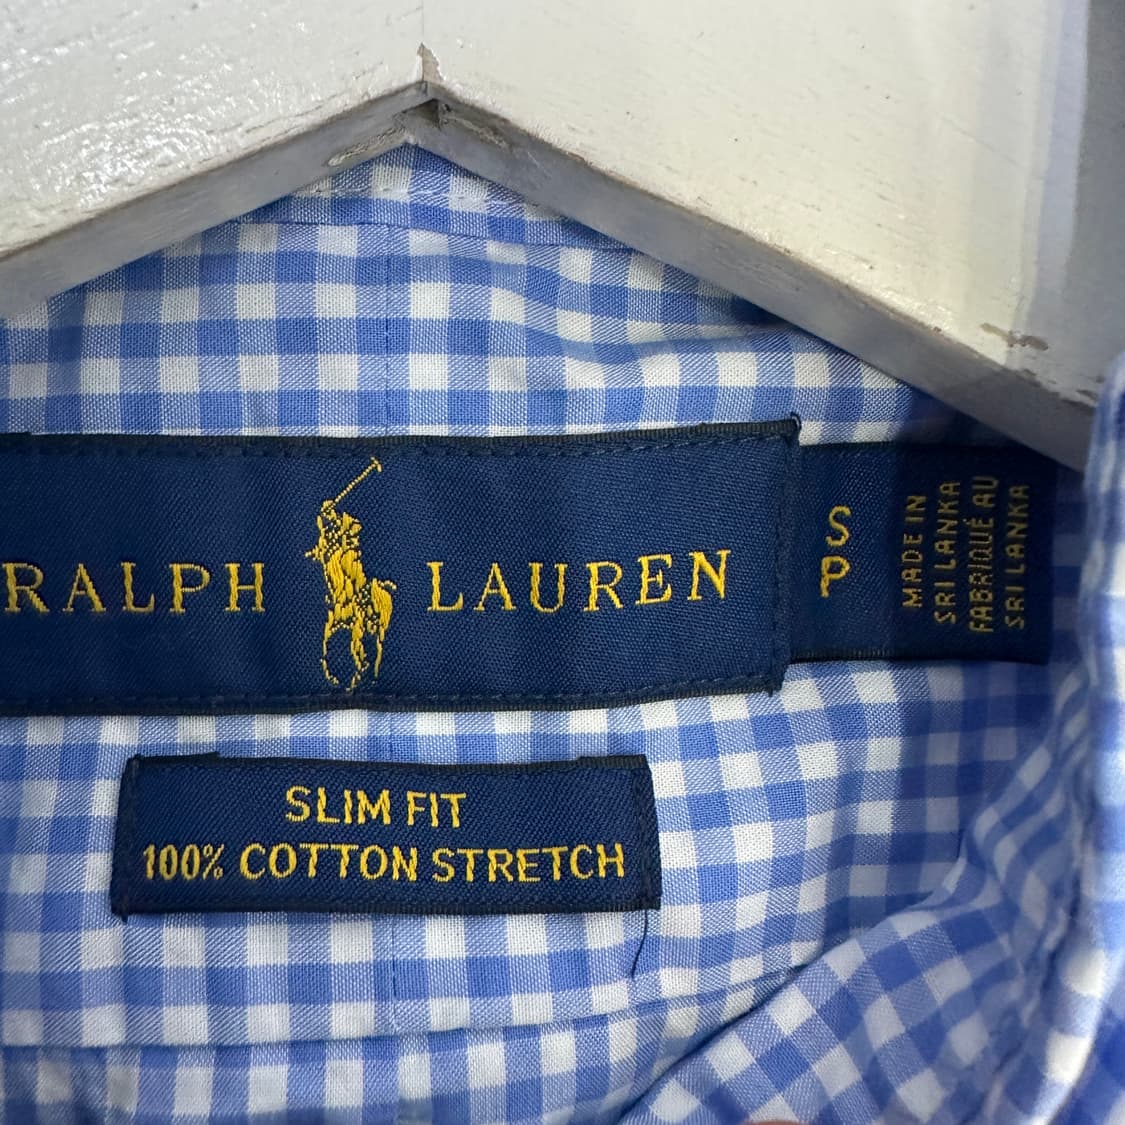 RALPH LAUREN
S
P
MADE IN
SRI LANKA
FABRIQUÉ AU
SRI LANKA
SLIM FIT
100% COTTON STRETCH